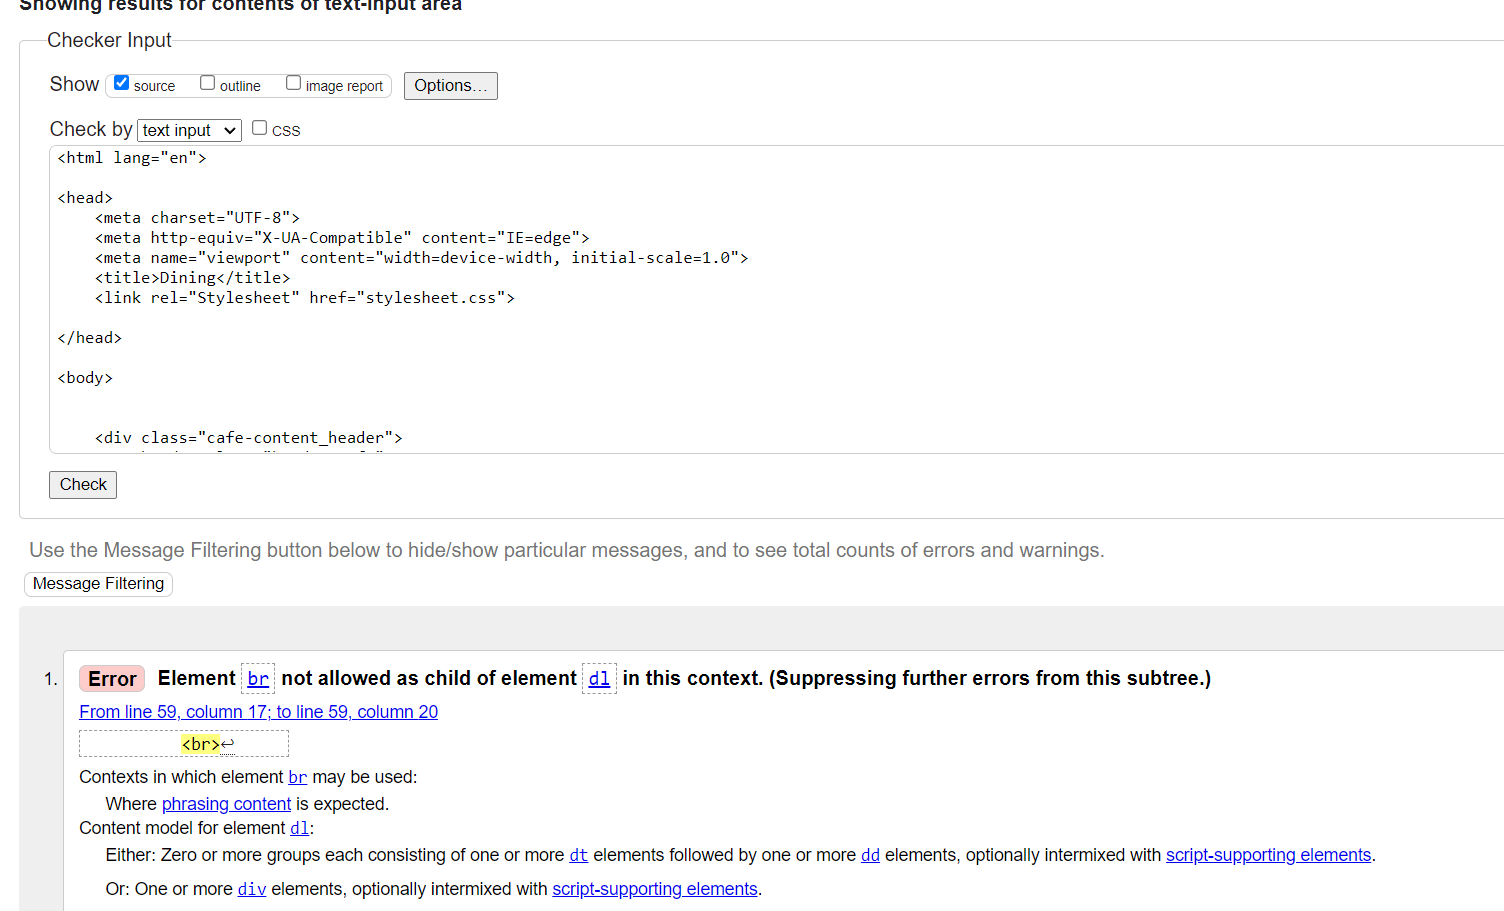 Showing results for contents of text-input area
Checker Input
Show source outline image report Options...
Check by text input CSS
<html lang="en">
<head>
<meta charset="UTF-8">
<meta http-equiv="X-UA-Compatible" content="IE=edge">
<meta name="viewport" content="width=device-width, initial-scale=1.0">
<title>Dining</title>
<link rel="Stylesheet" href="stylesheet.css">
</head>
<body>
<div class="cafe-content_header">
Check
Use the Message Filtering button below to hide/show particular messages, and to see total counts of errors and warnings.
Message Filtering
1. Error Element br not allowed as child of element dl in this context. (Suppressing further errors from this subtree.)
From line 59, column 17; to line 59, column 20
<br>↩
Contexts in which element br may be used:
Where phrasing content is expected.
Content model for element dl:
Either: Zero or more groups each consisting of one or more dt elements followed by one or more dd elements, optionally intermixed with script-supporting elements.
Or: One or more div elements, optionally intermixed with script-supporting elements.